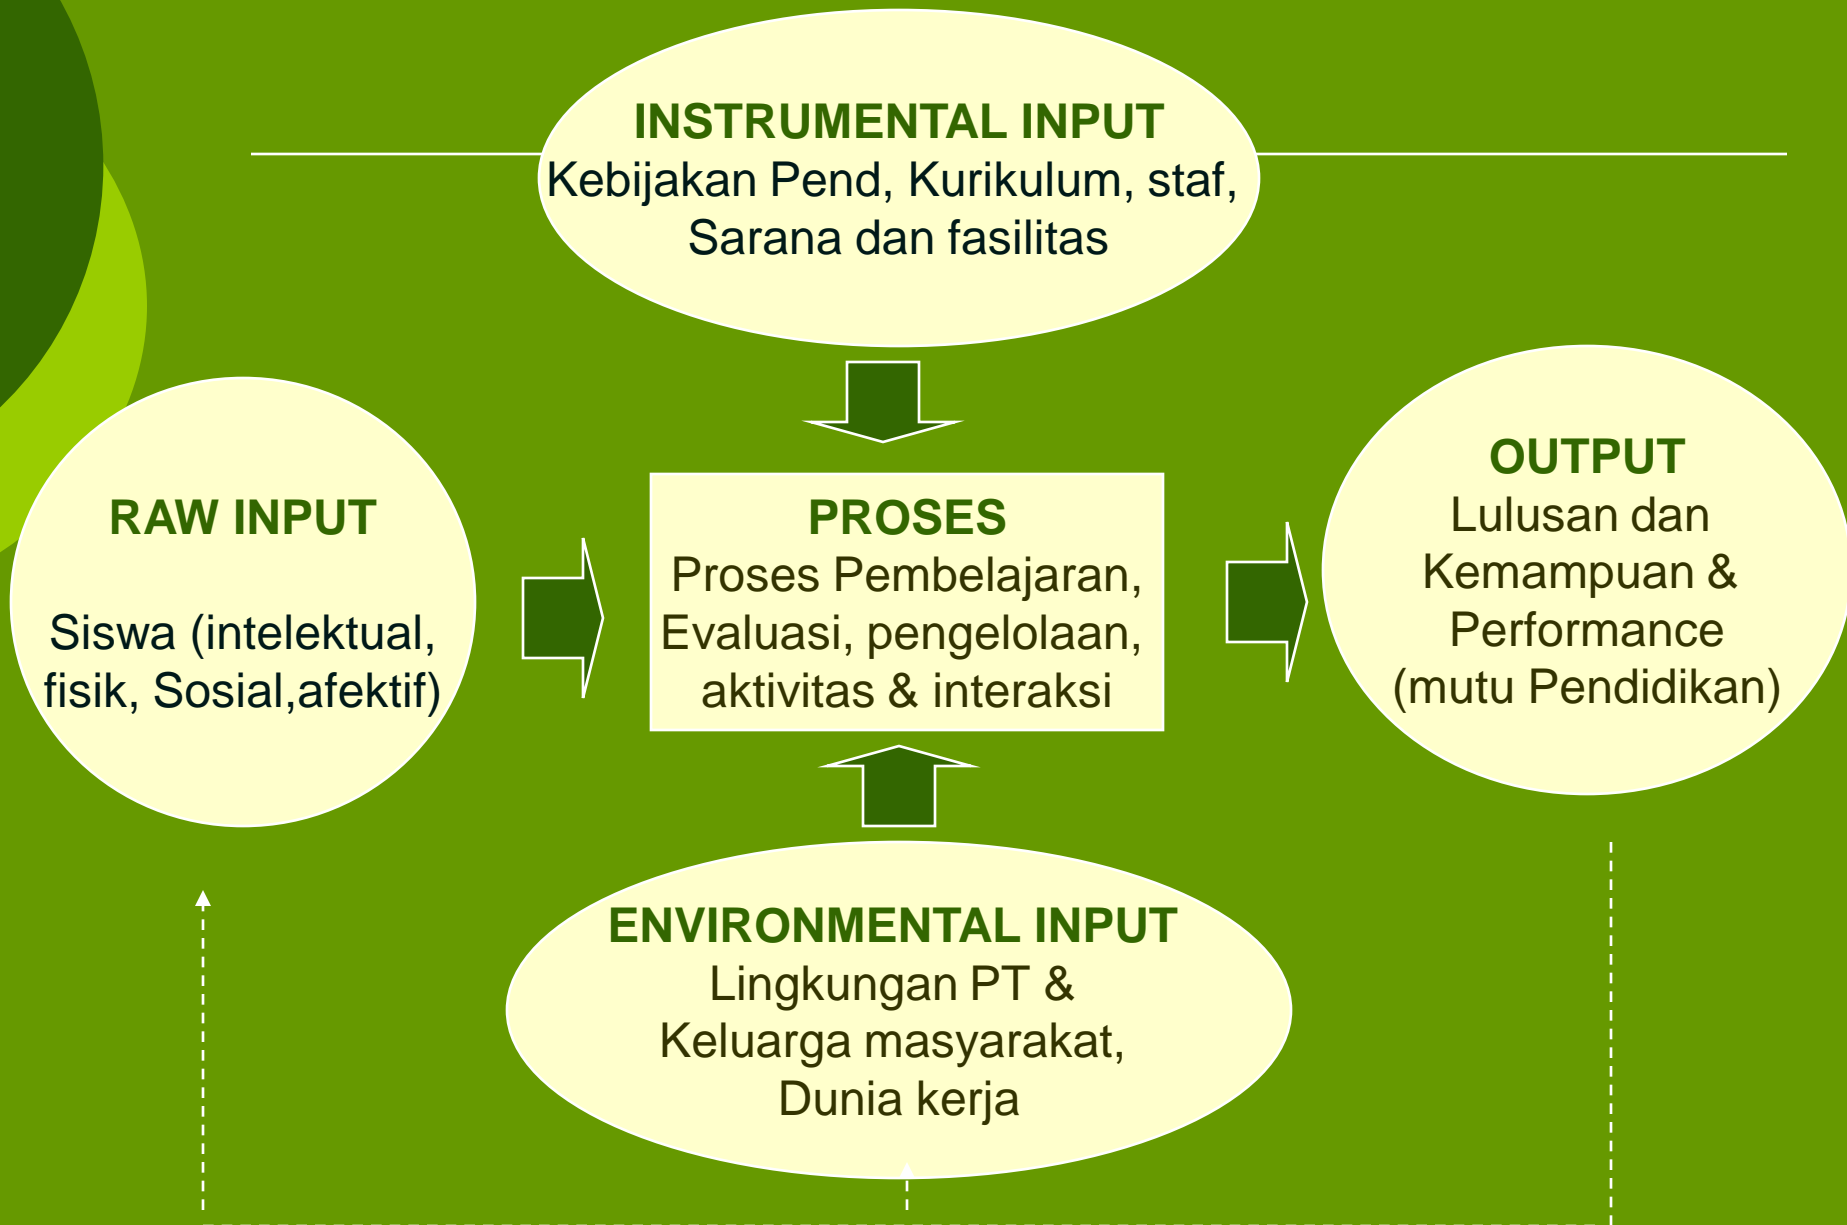 INSTRUMENTAL INPUT
Kebijakan Pend, Kurikulum, staf,
Sarana dan fasilitas
RAW INPUT
Siswa (intelektual,
fisik, Sosial,afektif)
PROSES
Proses Pembelajaran,
Evaluasi, pengelolaan,
aktivitas & interaksi
OUTPUT
Lulusan dan
Kemampuan &
Performance
(mutu Pendidikan)
ENVIRONMENTAL INPUT
Lingkungan PT &
Keluarga masyarakat,
Dunia kerja